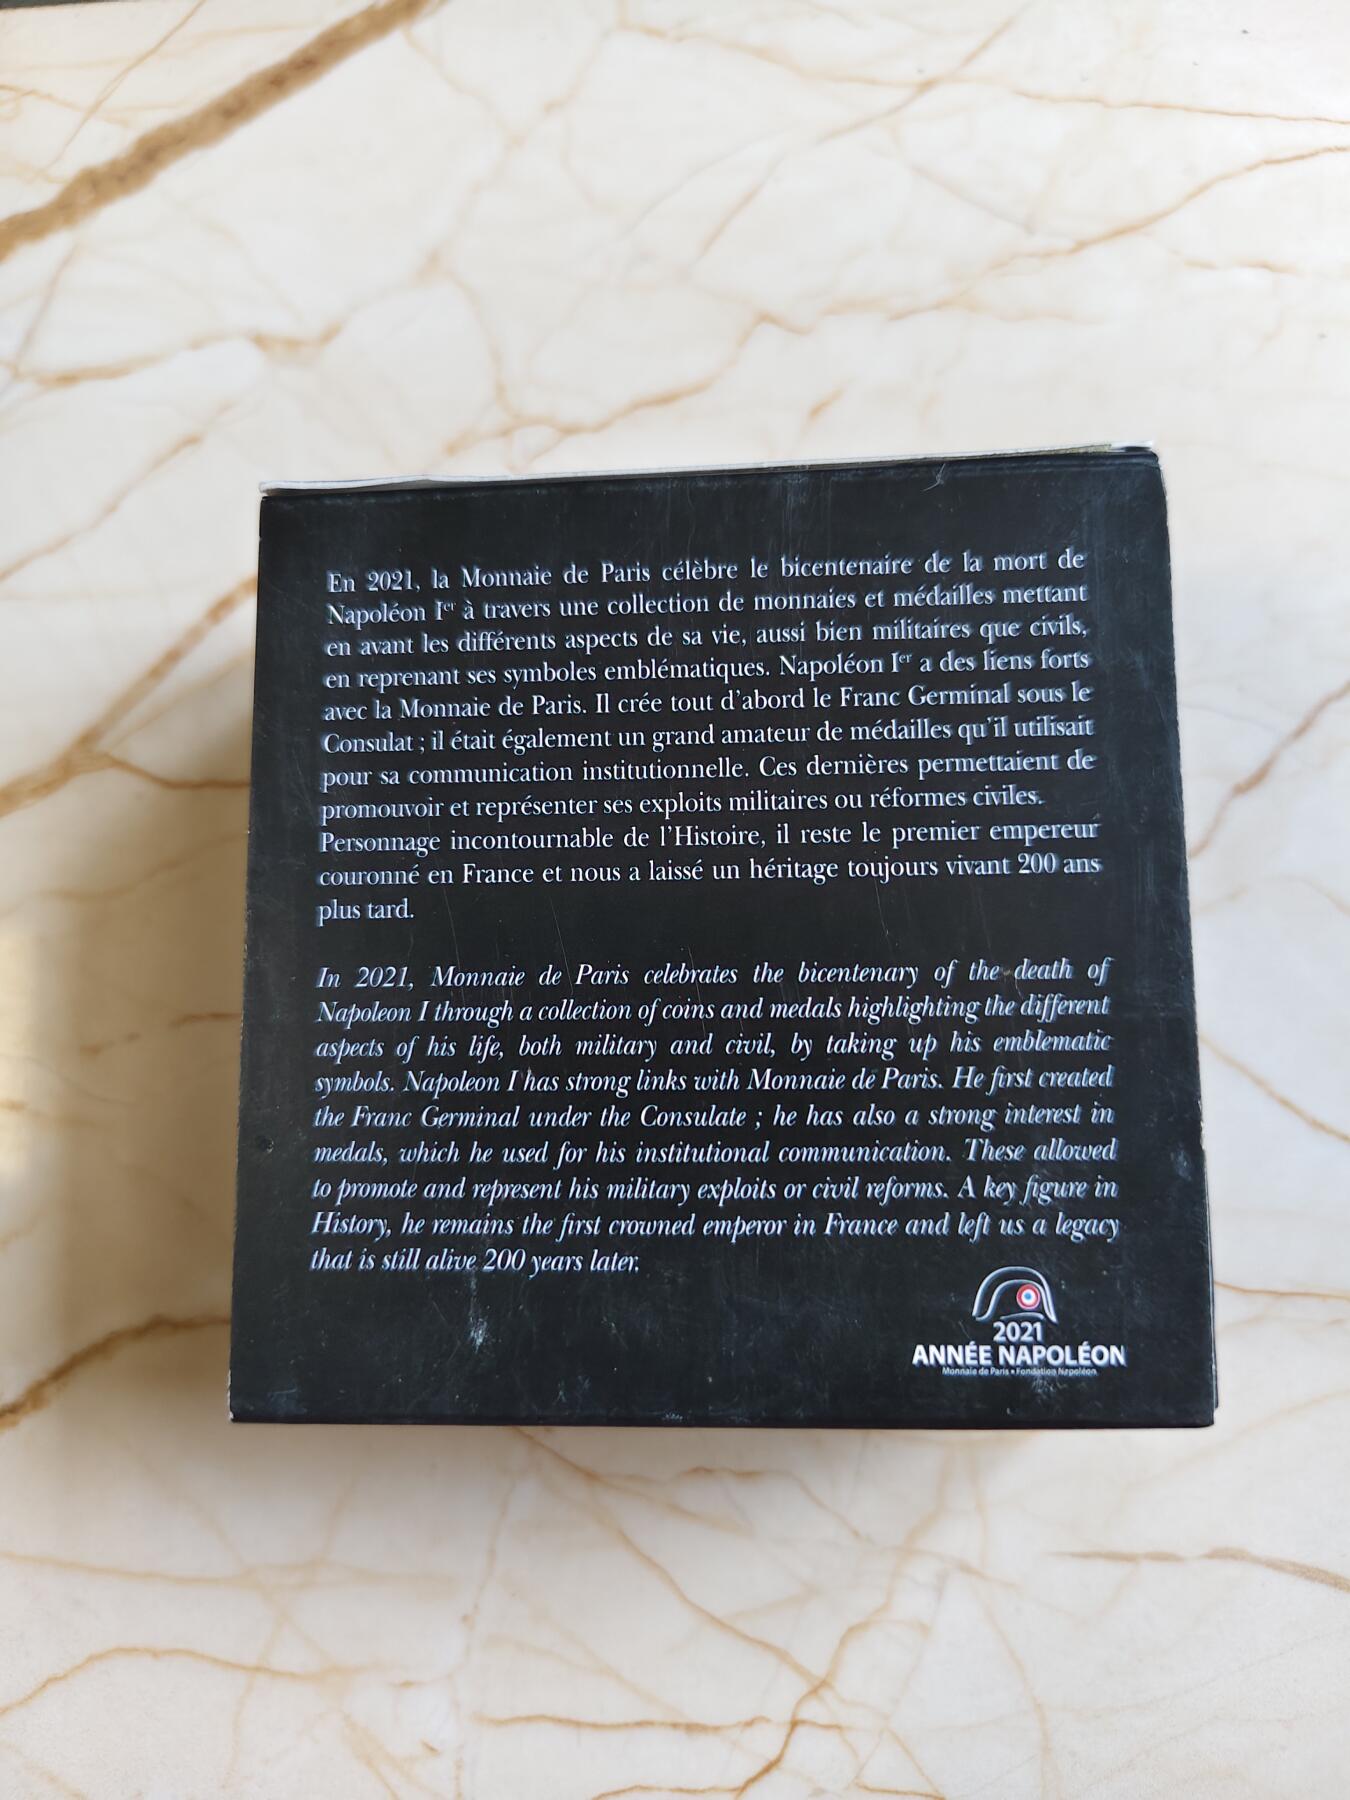 En 2021, la Monnaie de Paris célèbre le bicentenaire de la mort de
Napoléon Ier à travers une collection de monnaies et médailles mettant
en avant les différents aspects de sa vie, aussi bien militaires que civils,
en reprenant ses symboles emblématiques. Napoléon Ier a des liens forts
avec la Monnaie de Paris. Il crée tout d'abord le Franc Germinal sous le
Consulat ; il était également un grand amateur de médailles qu'il utilisait
pour sa communication institutionnelle. Ces dernières permettaient de
promouvoir et représenter ses exploits militaires ou réformes civiles.
Personnage incontournable de l'Histoire, il reste le premier empereur
couronné en France et nous a laissé un héritage toujours vivant 200 ans
plus tard.
In 2021, Monnaie de Paris celebrates the bicentenary of the death of
Napoleon I through a collection of coins and medals highlighting the different
aspects of his life, both military and civil, by taking up his emblematic
symbols. Napoleon I has strong links with Monnaie de Paris. He first created
the Franc Germinal under the Consulate ; he has also a strong interest in
medals, which he used for his institutional communication. These allowed
to promote and represent his military exploits or civil reforms. A key figure in
History, he remains the first crowned emperor in France and left us a legacy
that is still alive 200 years later.
2021
ANNÉE NAPOLÉON
Monnaie de Paris • Fondation Napoléon